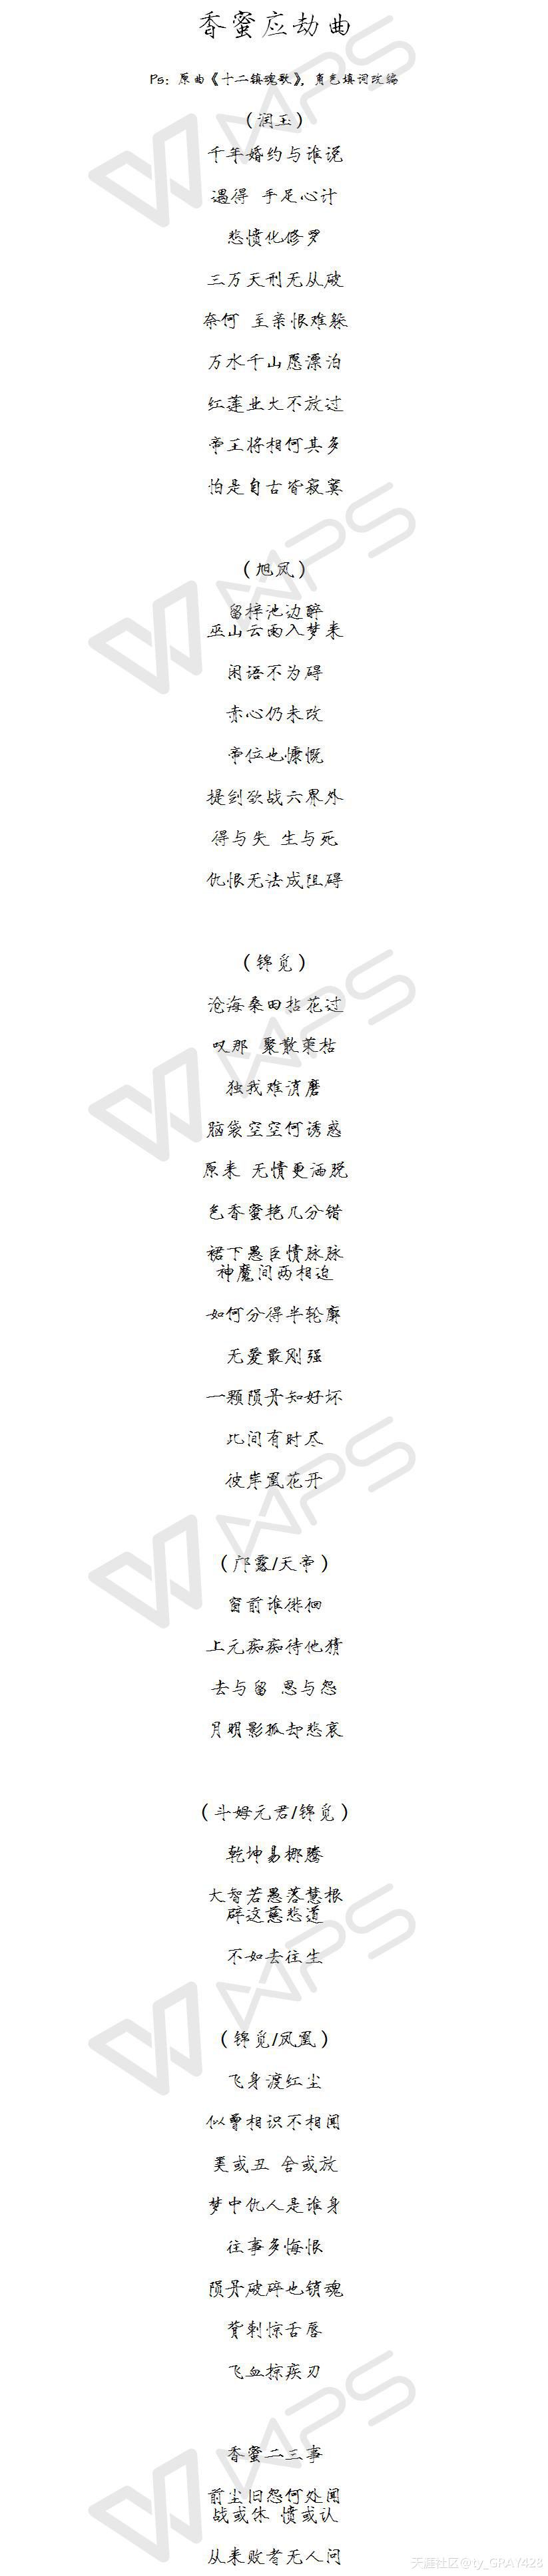 香蜜应劫曲
Ps：原曲《十二镇魂歌》，角色填词改编
（润玉）
千年婚约与谁说
遇得 手足心计
悲愤化修罗
三万天刑无从破
奈何 至亲恨难躲
万水千山愿漂泊
红莲业火不放过
帝王将相何其多
怕是自古皆寂寞
（旭凤）
留梓池边醉
巫山云雨入梦来
闲语不为碍
赤心仍未改
帝位也慷慨
提剑欲战六界外
得与失 生与死
仇恨无法成阻碍
（锦觅）
沧海桑田拈花过
叹那 聚散荣枯
独我难消磨
脑袋空空何诱惑
原来 无情更洒脱
色香蜜艳几分错
裙下愚臣情脉脉
神魔间两相迫
如何分得半轮廓
无爱最刚强
一颗陨丹知好坏
此间有时尽
彼岸凰花开
（邝露/天帝）
窗前谁徘徊
上元痴痴待他猜
去与留 恩与怨
月明影孤却悲哀
（斗姆元君/锦觅）
乾坤易挪腾
大智若愚落慧根
辟这慈悲道
不如去往生
（锦觅/凤凰）
飞身渡红尘
似曾相识不相闻
美或丑 舍或放
梦中仇人是谁身
往事多悔恨
陨丹破碎也锁魂
背刺惊舌唇
飞血掠疾刃
香蜜二三事
前尘旧怨何处闻
战或休 愤或认
从来败者无人问
WPS
天涯社区@ty_GRAY428